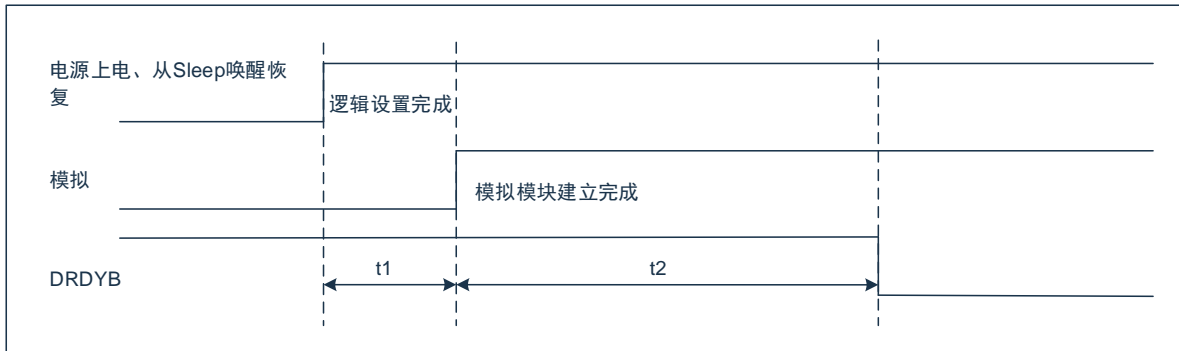 电源上电、从Sleep唤醒恢
复
逻辑设置完成
模拟
模拟模块建立完成
DRDYB
t1
t2